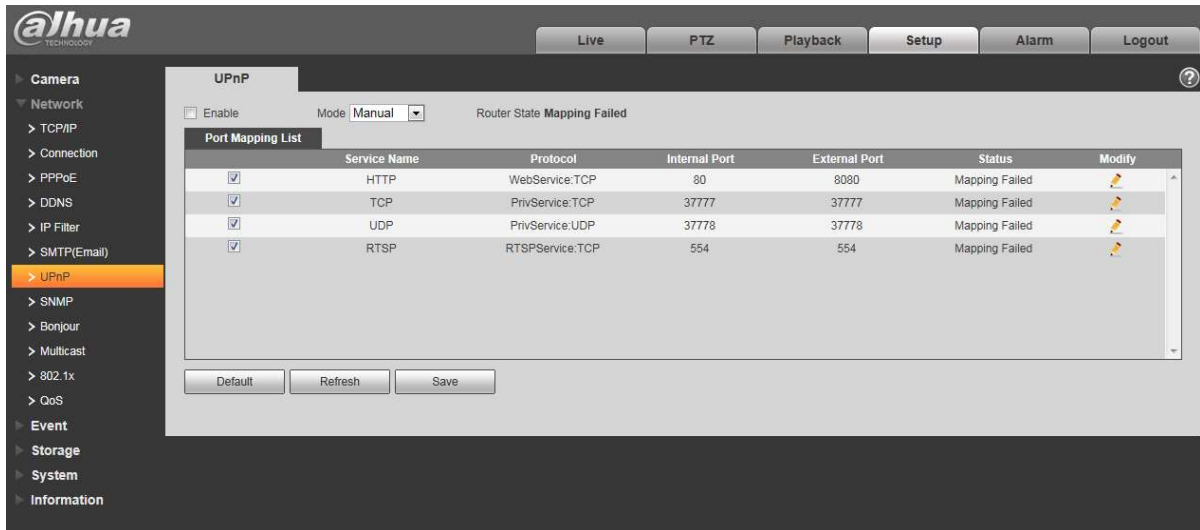 alhua
TECHNOLOGY
Live PTZ Playback Setup Alarm Logout
Camera
Network
> TCP/IP
> Connection
> PPPoE
> DDNS
> IP Filter
> SMTP(Email)
> UPnP
> SNMP
> Bonjour
> Multicast
> 802.1x
> QoS
Event
Storage
System
Information
UPnP
?
Enable Mode Manual Router State Mapping Failed
Port Mapping List
Service Name Protocol Internal Port External Port Status Modify
HTTP WebService:TCP 80 8080 Mapping Failed
TCP PrivService:TCP 37777 37777 Mapping Failed
UDP PrivService:UDP 37778 37778 Mapping Failed
RTSP RTSPService:TCP 554 554 Mapping Failed
Default Refresh Save